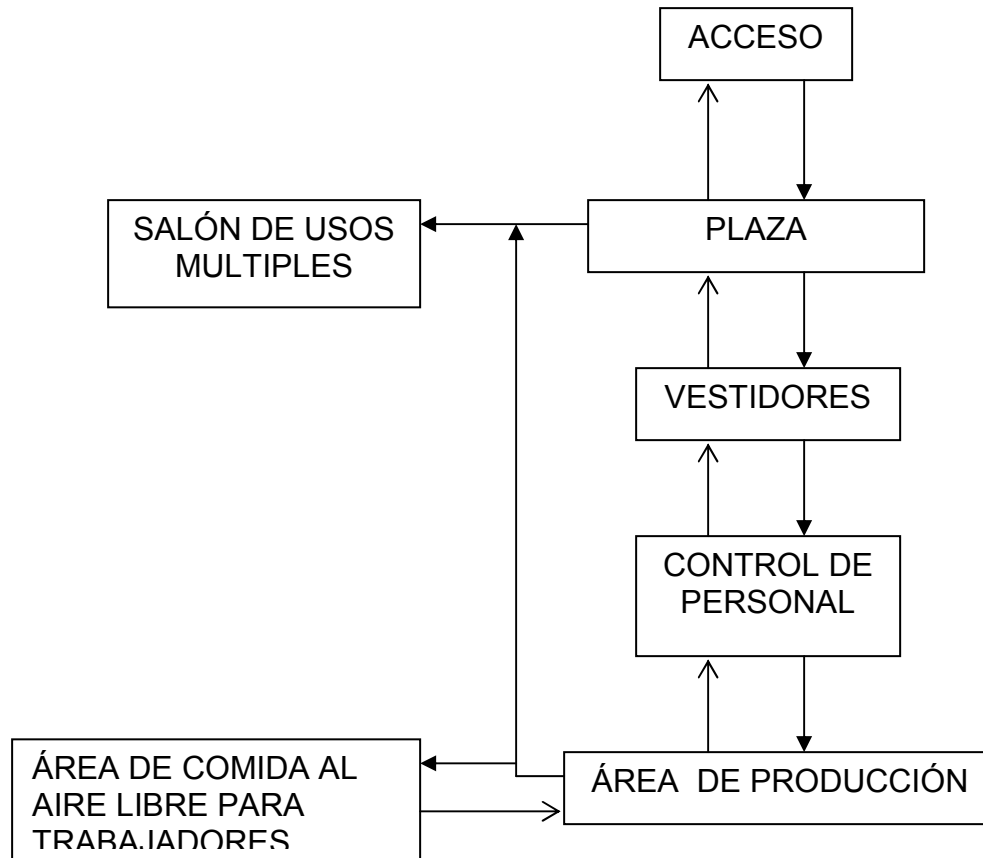 ACCESO
SALÓN DE USOS
MULTIPLES
PLAZA
VESTIDORES
CONTROL DE
PERSONAL
ÁREA DE COMIDA AL
AIRE LIBRE PARA
TRABAJADORES
ÁREA DE PRODUCCIÓN